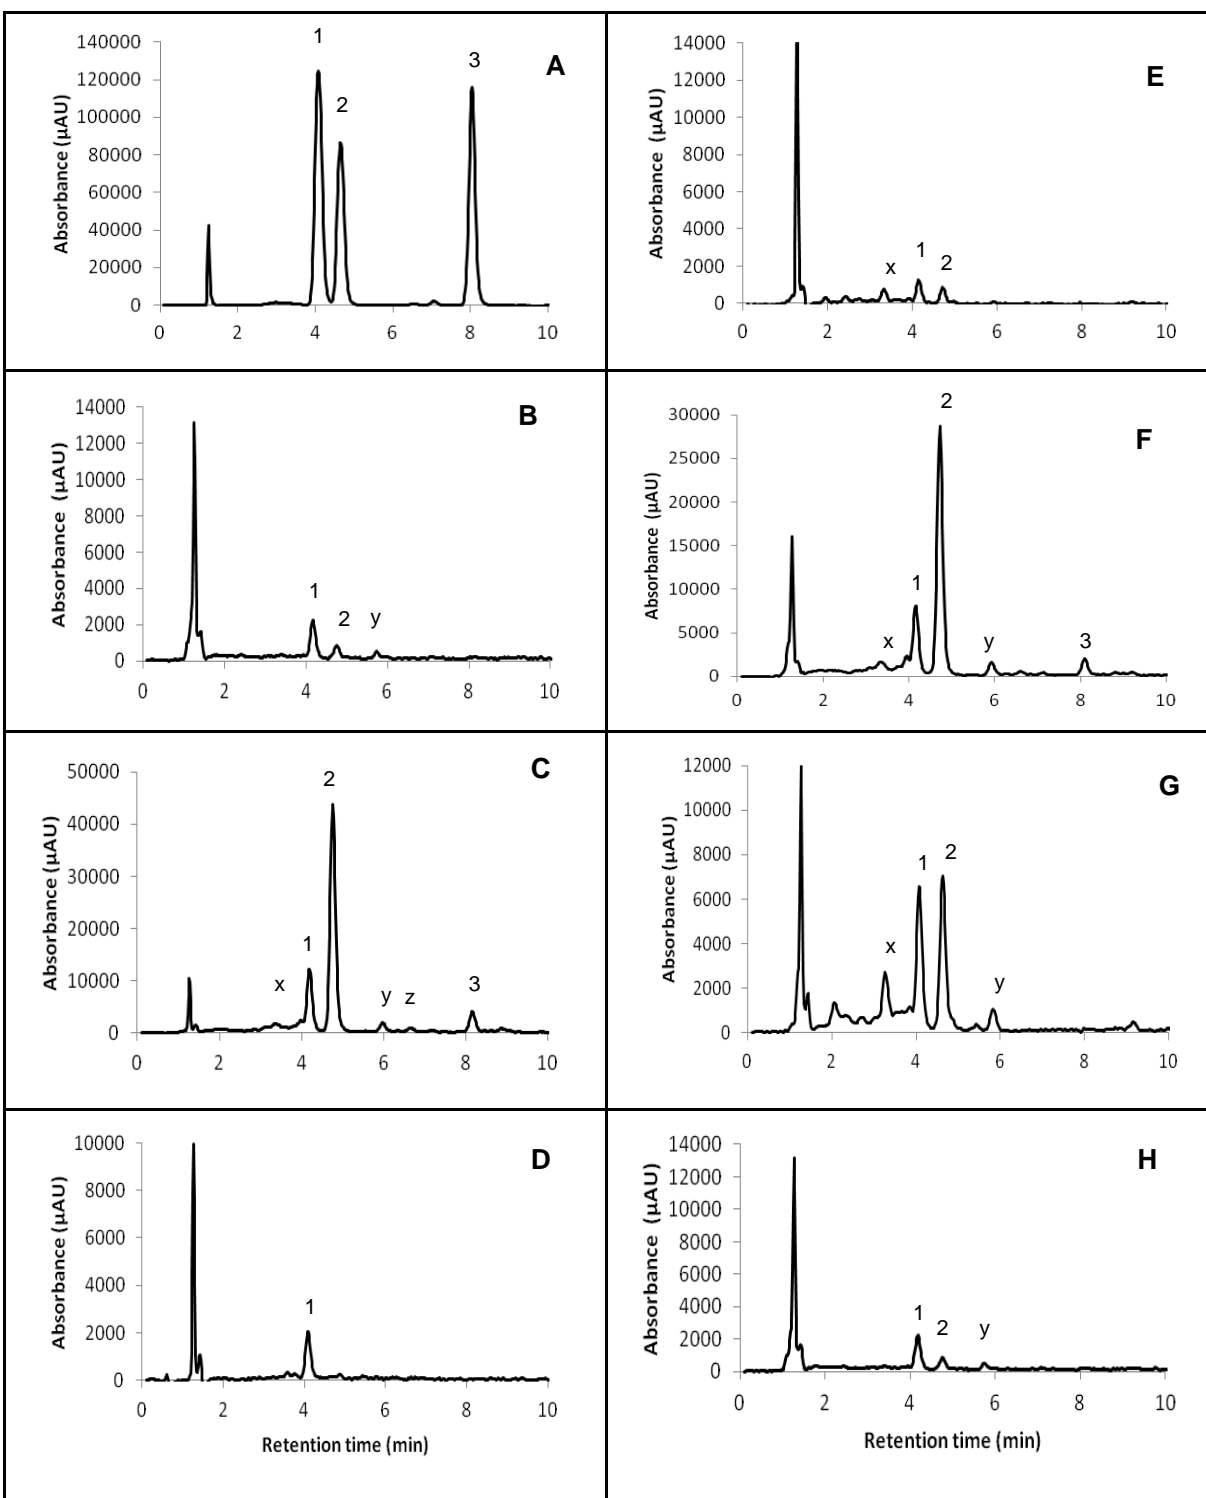 A
Absorbance (µAU)
140000
120000
100000
80000
60000
40000
20000
0
1
2
3
0 2 4 6 8 10
B
Absorbance (µAU)
14000
12000
10000
8000
6000
4000
2000
0
1
2
y
0 2 4 6 8 10
C
Absorbance (µAU)
50000
40000
30000
20000
10000
0
x
1
2
y
z
3
0 2 4 6 8 10
D
Absorbance (µAU)
10000
8000
6000
4000
2000
0
1
0 2 4 6 8 10
Retention time (min)
E
Absorbance (µAU)
14000
12000
10000
8000
6000
4000
2000
0
x
1
2
0 2 4 6 8 10
F
Absorbance (µAU)
30000
25000
20000
15000
10000
5000
0
x
1
2
y
3
0 2 4 6 8 10
G
Absorbance (µAU)
12000
10000
8000
6000
4000
2000
0
x
1
2
y
0 2 4 6 8 10
H
Absorbance (µAU)
14000
12000
10000
8000
6000
4000
2000
0
1
2
y
0 2 4 6 8 10
Retention time (min)